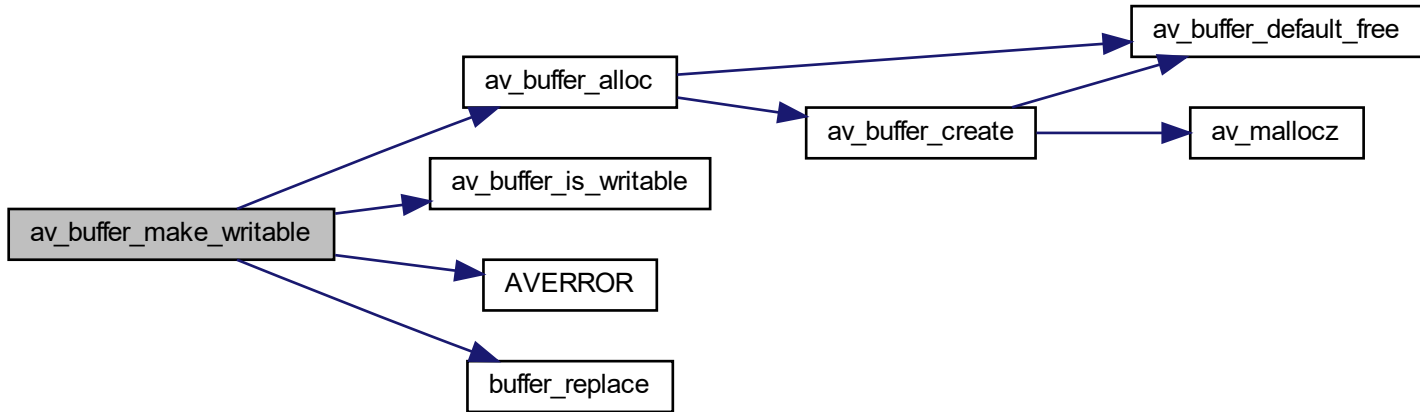 av_buffer_make_writable
av_buffer_alloc
av_buffer_is_writable
AVERROR
buffer_replace
av_buffer_create
av_buffer_default_free
av_mallocz